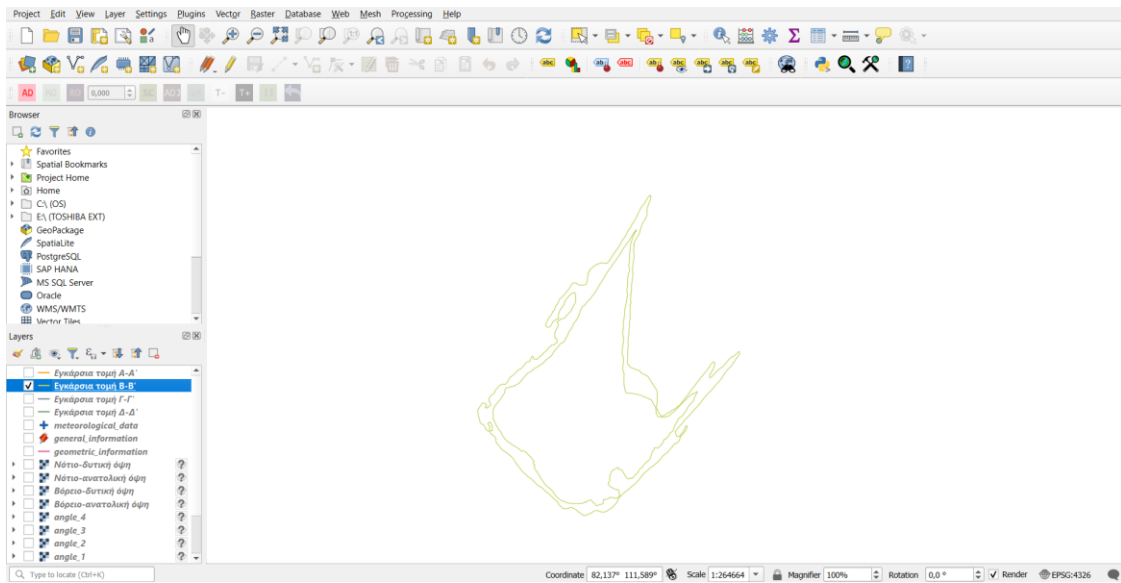 Project Edit View Layer Settings Plugins Vector Raster Database Web Mesh Processing Help
AD 0,000
Browser
Favorites
Spatial Bookmarks
Project Home
Home
C:\ (OS)
E:\ (TOSHIBA EXT)
GeoPackage
SpatiaLite
PostgreSQL
SAP HANA
MS SQL Server
Oracle
WMS/WMTS
Vector Tiles
Layers
Εγκάρσια τομή Α-Α'
Εγκάρσια τομή Β-Β'
Εγκάρσια τομή Γ-Γ'
Εγκάρσια τομή Δ-Δ'
meteorological_data
general_information
geometric_information
Νότιο-δυτική όψη ?
Νότιο-ανατολική όψη ?
Βόρειο-δυτική όψη ?
Βόρειο-ανατολική όψη ?
angle_4 ?
angle_3 ?
angle_2 ?
angle_1 ?
Type to locate (Ctrl+K) Coordinate 82,137° 111,589° Scale 1:264664 Magnifier 100% Rotation 0,0 ° Render EPSG:4326